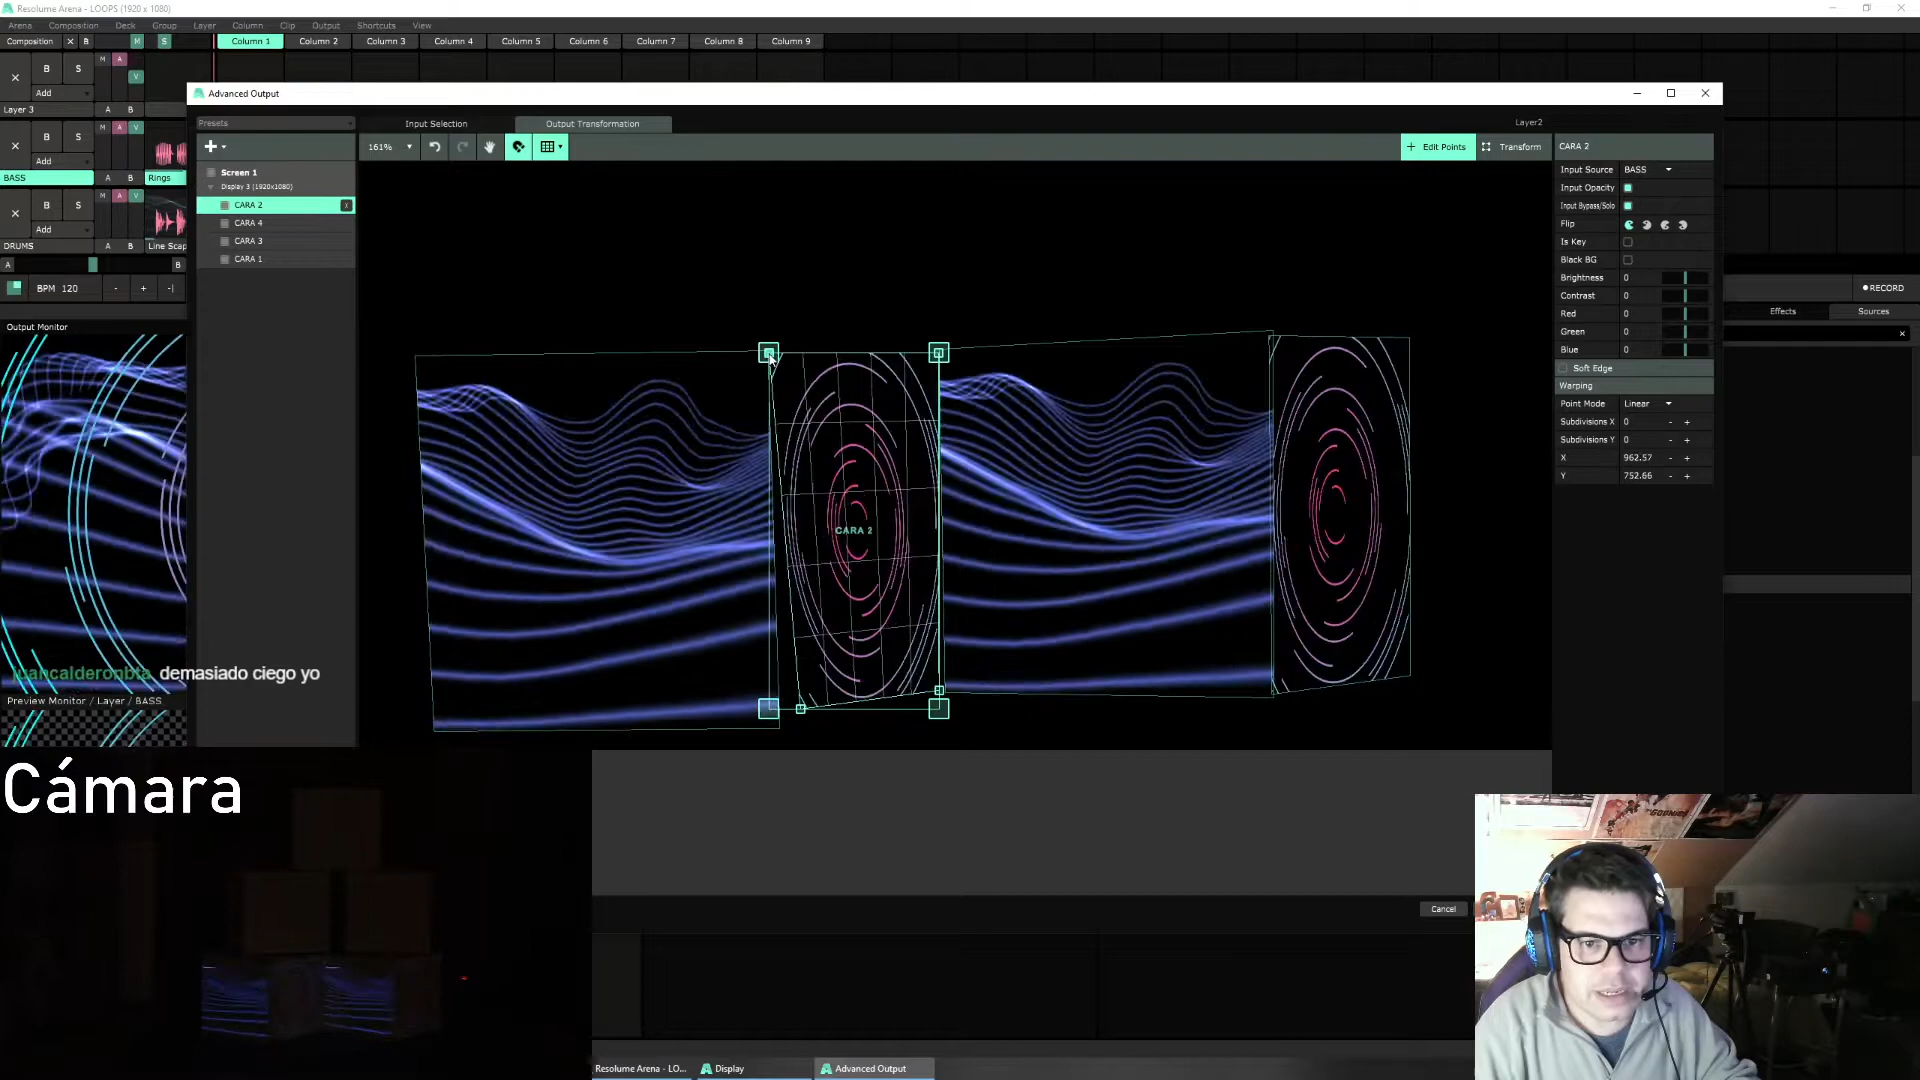 Resolume Arena - LOOPS (1920 x 1080)
Arena Composition Deck Group Layer Column Clip Output Shortcuts View
Composition X B M S Column 1 Column 2 Column 3 Column 4 Column 5 Column 6 Column 7 Column 8 Column 9
B S M A V
Add
Layer 3 A B
B S M A V
Add
BASS A B Rings
B S M A V
Add
DRUMS A B Line Scap
A B
BPM 120 - + -|
RECORD
Effects Sources
Output Monitor
Advanced Output
Presets
Input Selection Output Transformation Layer2
161% Edit Points Transform
Screen 1
Display 3 (1920x1080)
CARA 2
CARA 4
CARA 3
CARA 1
CARA 2
CARA 2
Input Source BASS
Input Opacity
Input Bypass/Solo
Flip
Is Key
Black BG
Brightness 0
Contrast 0
Red 0
Green 0
Blue 0
Soft Edge
Warping
Point Mode Linear
Subdivisions X 0 - +
Subdivisions Y 0 - +
X 962.57 - +
Y 752.66 - +
juancalderonbta demasiado ciego yo
Preview Monitor / Layer / BASS
Cámara
Cancel
GOONIES
Resolume Arena - LO... Display Advanced Output